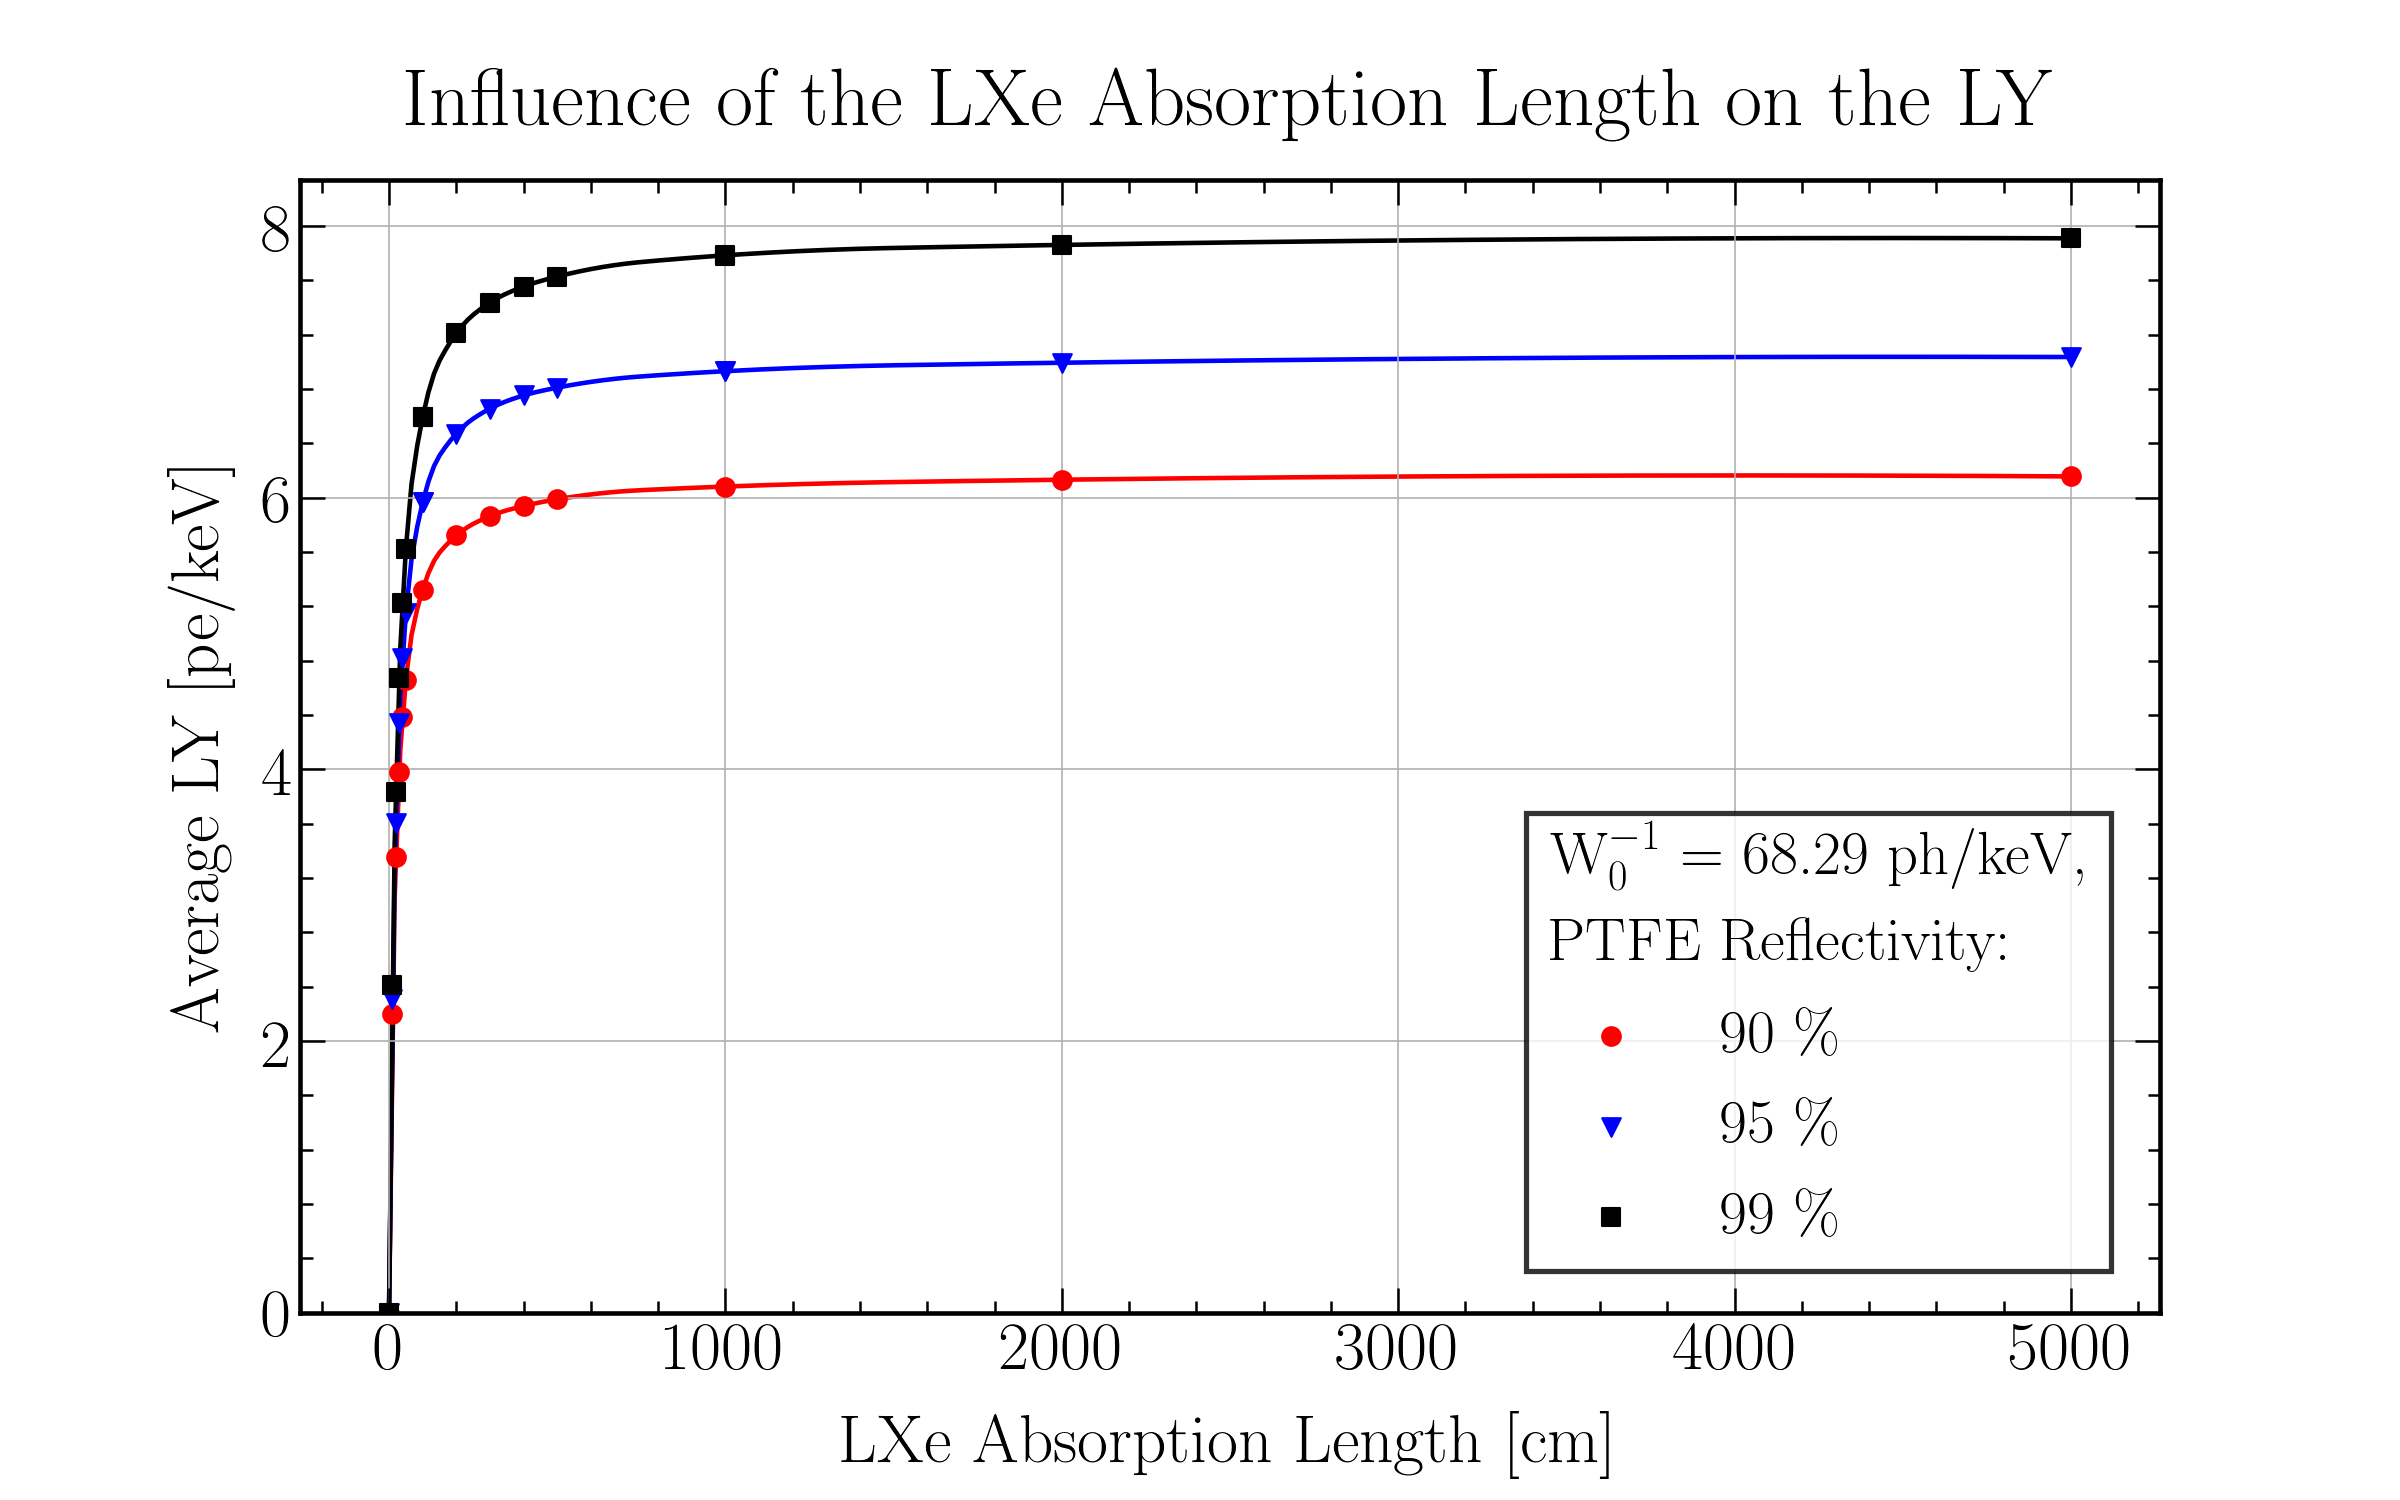 Influence of the LXe Absorption Length on the LY
Average LY [pe/keV]
8
6
4
2
0
W₀⁻¹ = 68.29 ph/keV,
PTFE Reflectivity:
90 %
95 %
99 %
0 1000 2000 3000 4000 5000
LXe Absorption Length [cm]